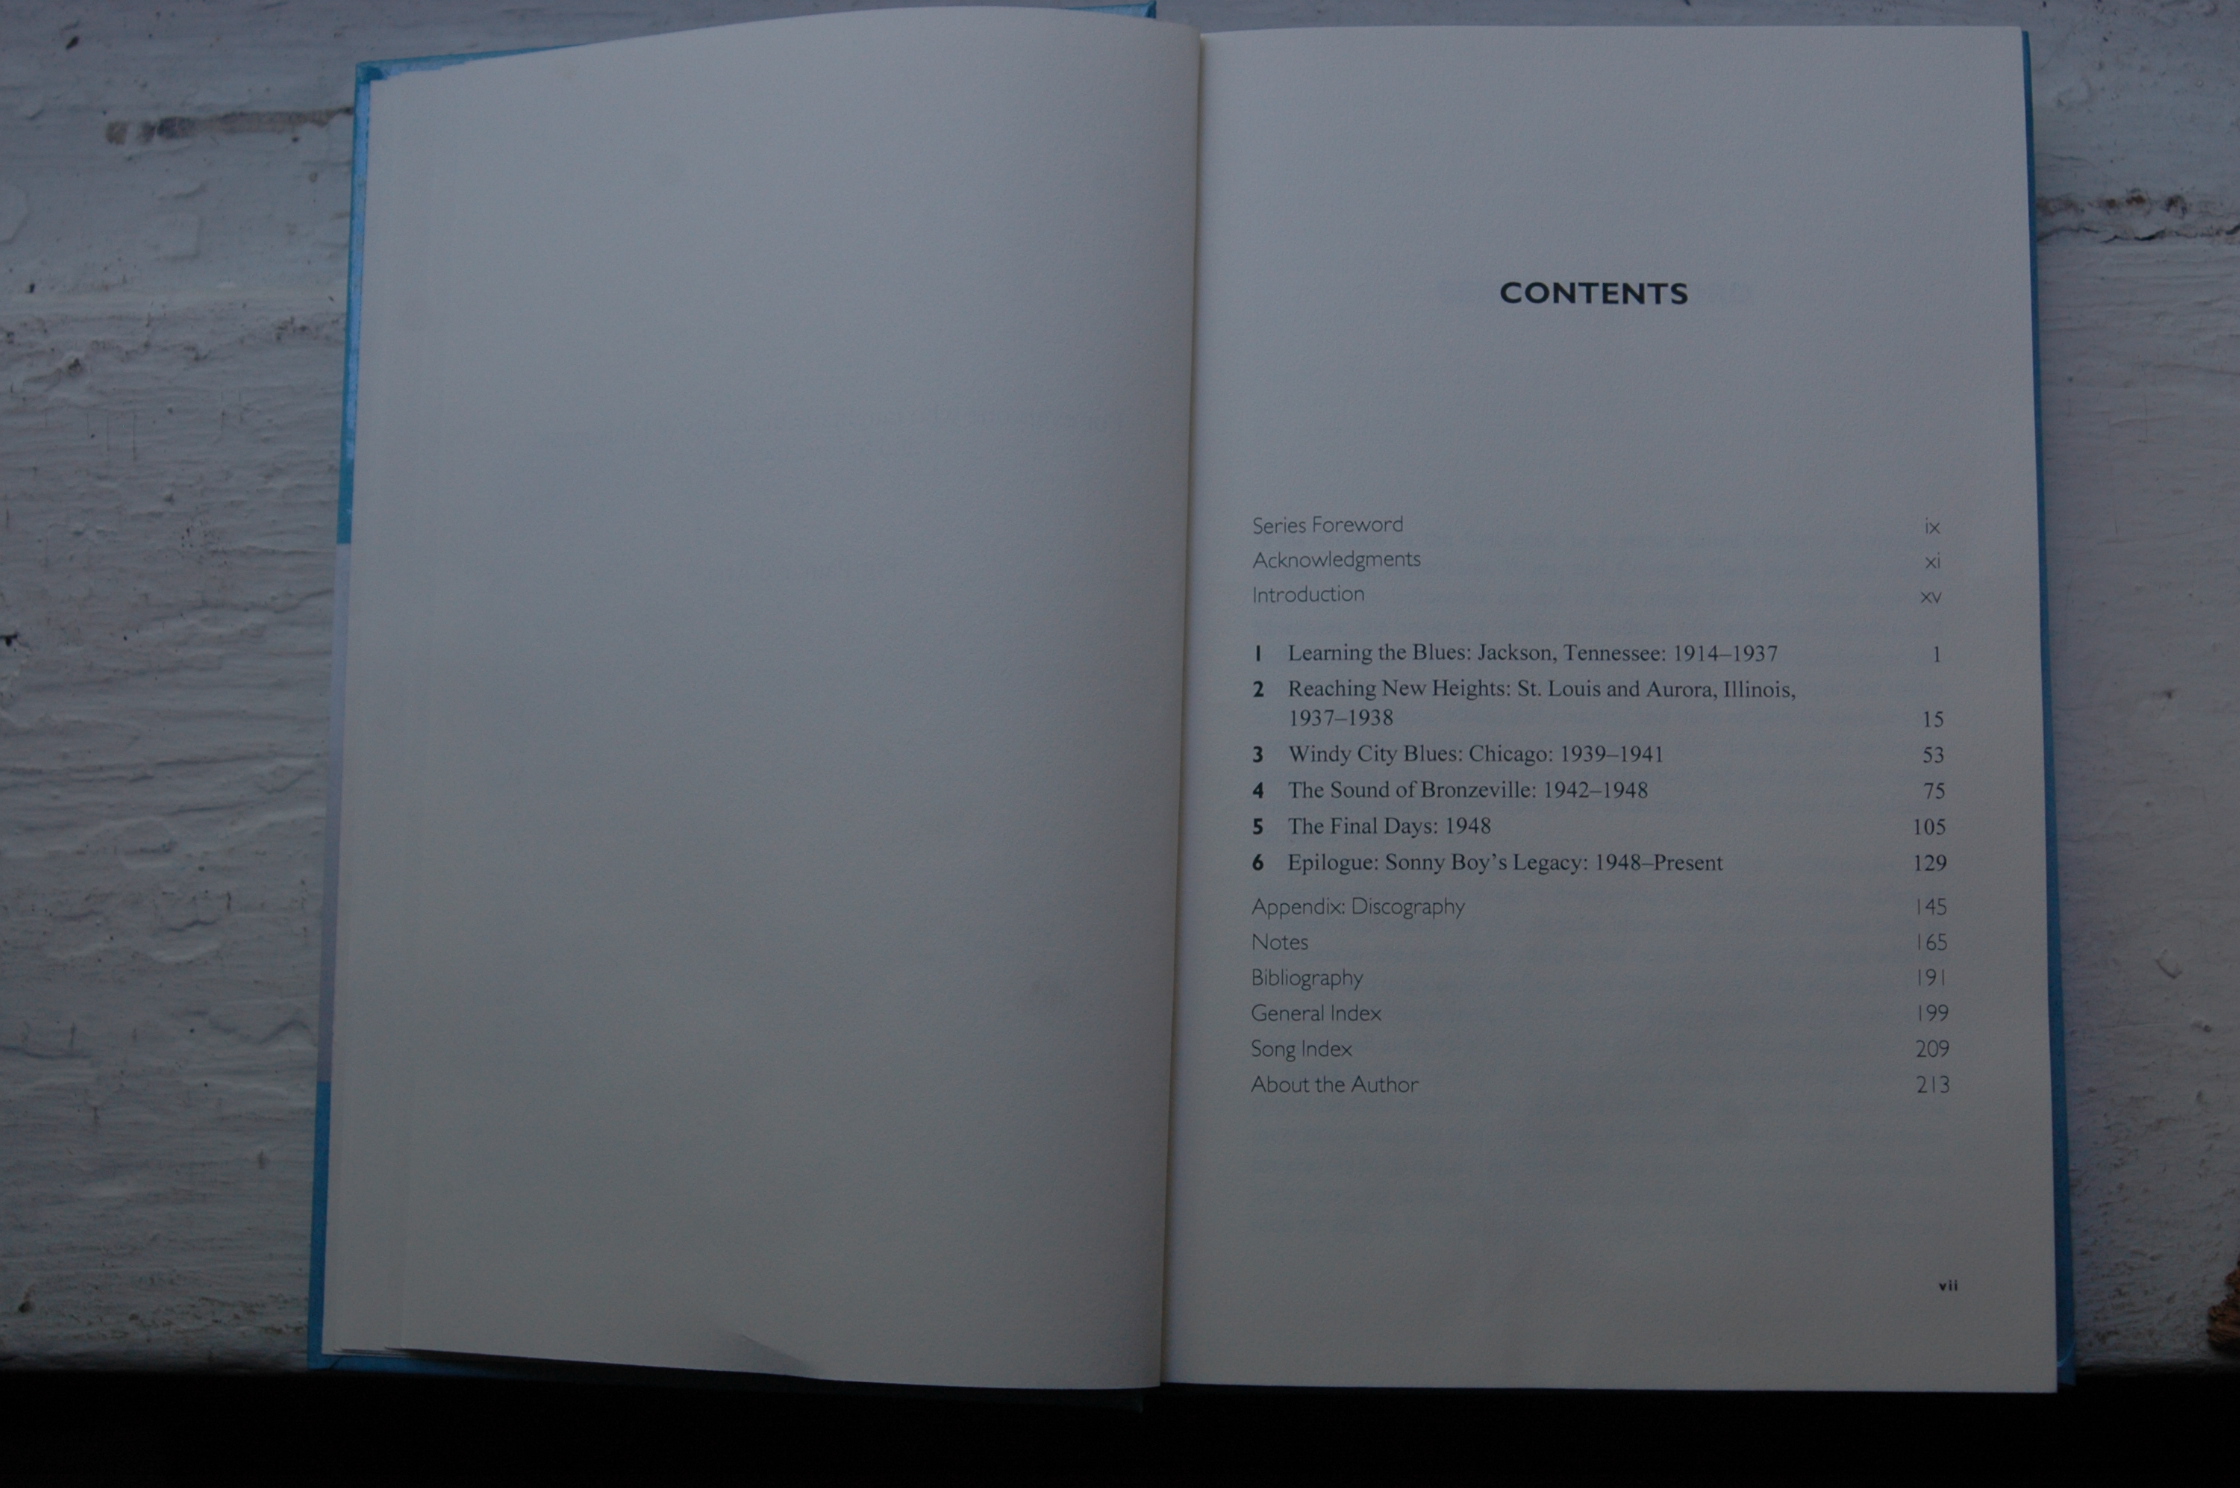 CONTENTS
Series Foreword ix
Acknowledgments xi
Introduction xv
1 Learning the Blues: Jackson, Tennessee: 1914–1937 1
2 Reaching New Heights: St. Louis and Aurora, Illinois,
1937–1938 15
3 Windy City Blues: Chicago: 1939–1941 53
4 The Sound of Bronzeville: 1942–1948 75
5 The Final Days: 1948 105
6 Epilogue: Sonny Boy's Legacy: 1948–Present 129
Appendix: Discography 145
Notes 165
Bibliography 191
General Index 199
Song Index 209
About the Author 213
vii